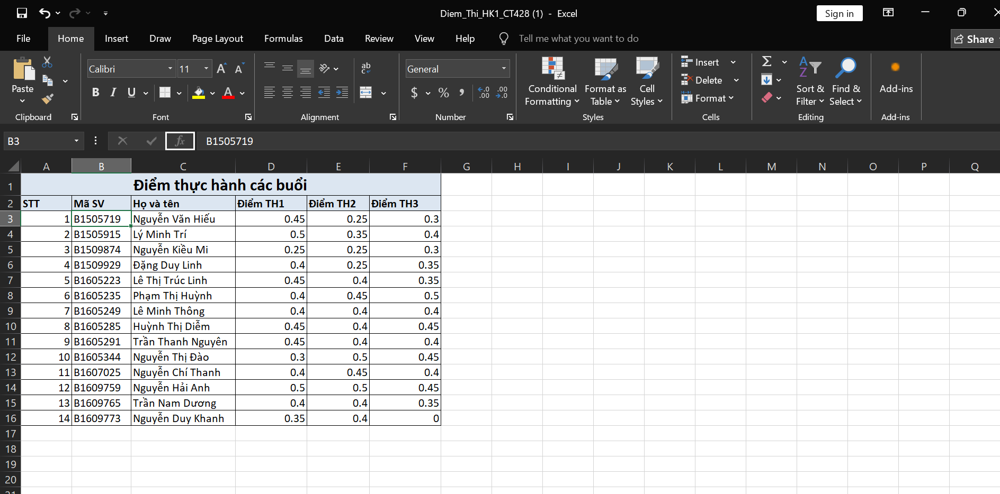 Diem_Thi_HK1_CT428 (1) - Excel
Sign in
File Home Insert Draw Page Layout Formulas Data Review View Help Tell me what you want to do Share
Paste
Clipboard
Calibri 11
B I U A
Font
ab
c
Alignment
General
$ % , .0 .00 .00 .0
Number
Conditional Formatting
Format as Table
Cell Styles
Styles
Insert
Delete
Format
Cells
Σ
Sort & Filter
Find & Select
Editing
Add-ins
Add-ins
B3 fx B1505719
A B C D E F G H I J K L M N O P Q
1 Điểm thực hành các buổi
2 STT Mã SV Họ và tên Điểm TH1 Điểm TH2 Điểm TH3
3 1 B1505719 Nguyễn Văn Hiếu 0.45 0.25 0.3
4 2 B1505915 Lý Minh Trí 0.5 0.35 0.4
5 3 B1509874 Nguyễn Kiều Mi 0.25 0.25 0.3
6 4 B1509929 Đặng Duy Linh 0.4 0.25 0.35
7 5 B1605223 Lê Thị Trúc Linh 0.45 0.4 0.35
8 6 B1605235 Phạm Thị Huỳnh 0.4 0.45 0.5
9 7 B1605249 Lê Minh Thông 0.4 0.4 0.4
10 8 B1605285 Huỳnh Thị Diễm 0.45 0.4 0.45
11 9 B1605291 Trần Thanh Nguyên 0.45 0.4 0.4
12 10 B1605344 Nguyễn Thị Đào 0.3 0.5 0.45
13 11 B1607025 Nguyễn Chí Thanh 0.4 0.45 0.4
14 12 B1609759 Nguyễn Hải Anh 0.5 0.5 0.45
15 13 B1609765 Trần Nam Dương 0.4 0.4 0.35
16 14 B1609773 Nguyễn Duy Khanh 0.35 0.4 0
17
18
19
20